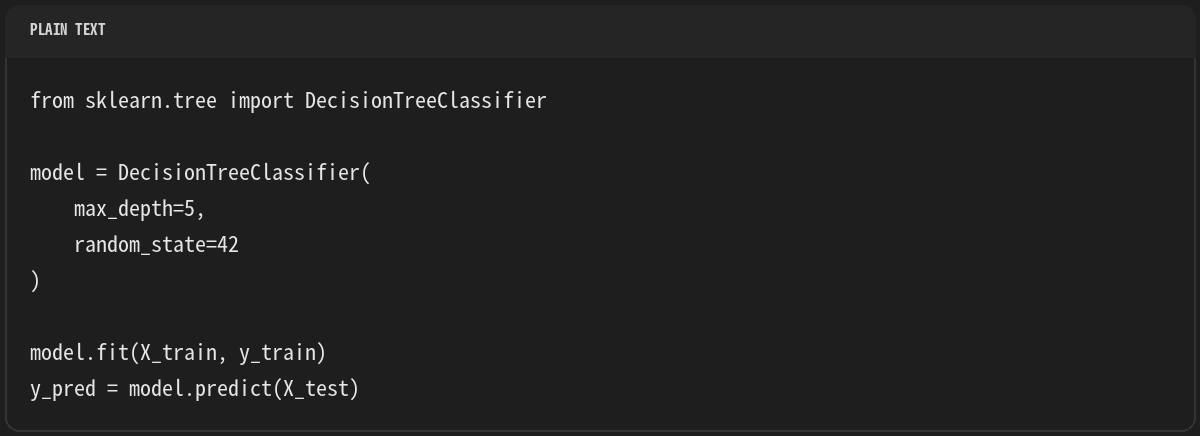 PLAIN TEXT
from sklearn.tree import DecisionTreeClassifier
model = DecisionTreeClassifier(
    max_depth=5,
    random_state=42
)
model.fit(X_train, y_train)
y_pred = model.predict(X_test)